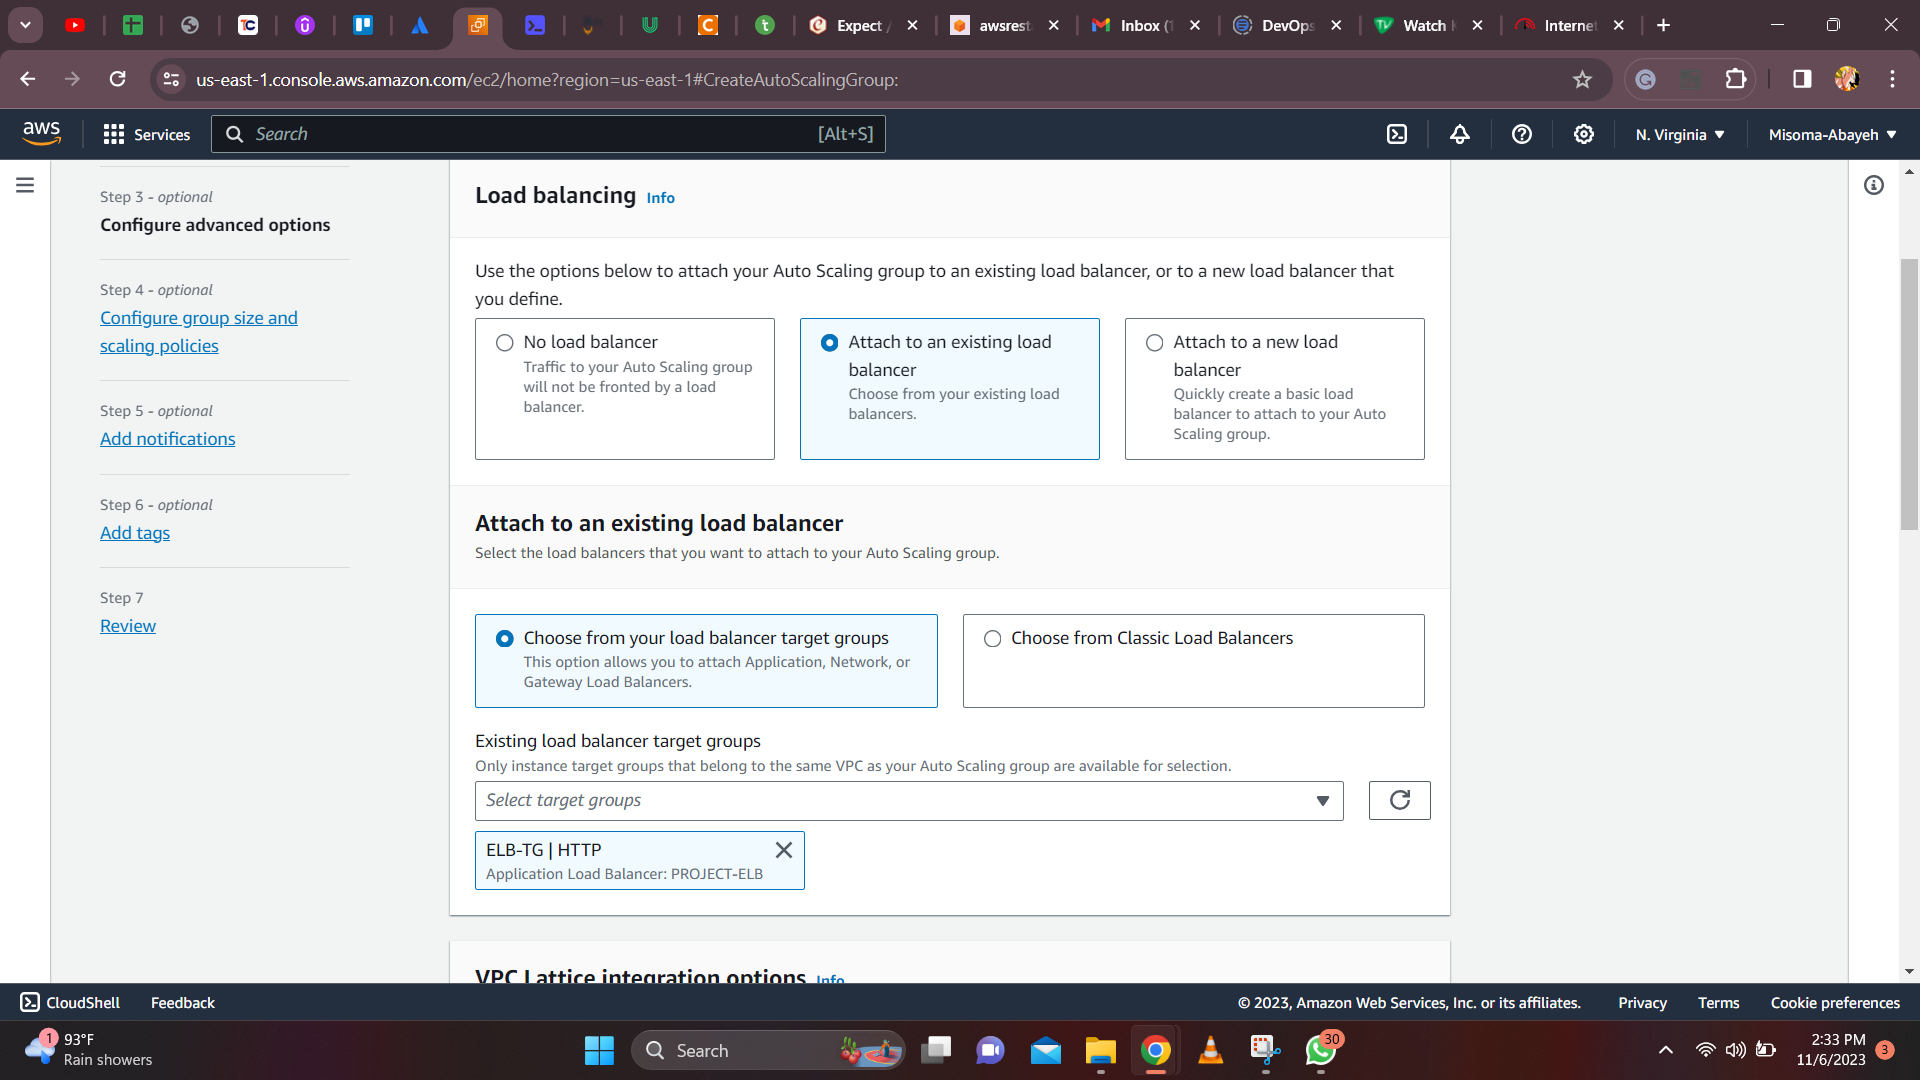 Expect
awsrest
Inbox (1
DevOps
Watch
Internet
us-east-1.console.aws.amazon.com/ec2/home?region=us-east-1#CreateAutoScalingGroup:
aws
Services
Search
[Alt+S]
N. Virginia
Misoma-Abayeh
Step 3 - optional
Configure advanced options
Step 4 - optional
Configure group size and
scaling policies
Step 5 - optional
Add notifications
Step 6 - optional
Add tags
Step 7
Review
Load balancing Info
Use the options below to attach your Auto Scaling group to an existing load balancer, or to a new load balancer that
you define.
No load balancer
Traffic to your Auto Scaling group
will not be fronted by a load
balancer.
Attach to an existing load
balancer
Choose from your existing load
balancers.
Attach to a new load
balancer
Quickly create a basic load
balancer to attach to your Auto
Scaling group.
Attach to an existing load balancer
Select the load balancers that you want to attach to your Auto Scaling group.
Choose from your load balancer target groups
This option allows you to attach Application, Network, or
Gateway Load Balancers.
Choose from Classic Load Balancers
Existing load balancer target groups
Only instance target groups that belong to the same VPC as your Auto Scaling group are available for selection.
Select target groups
ELB-TG | HTTP
Application Load Balancer: PROJECT-ELB
VPC Lattice integration options Info
CloudShell
Feedback
© 2023, Amazon Web Services, Inc. or its affiliates.
Privacy
Terms
Cookie preferences
1
93°F
Rain showers
Search
30
2:33 PM
11/6/2023
3